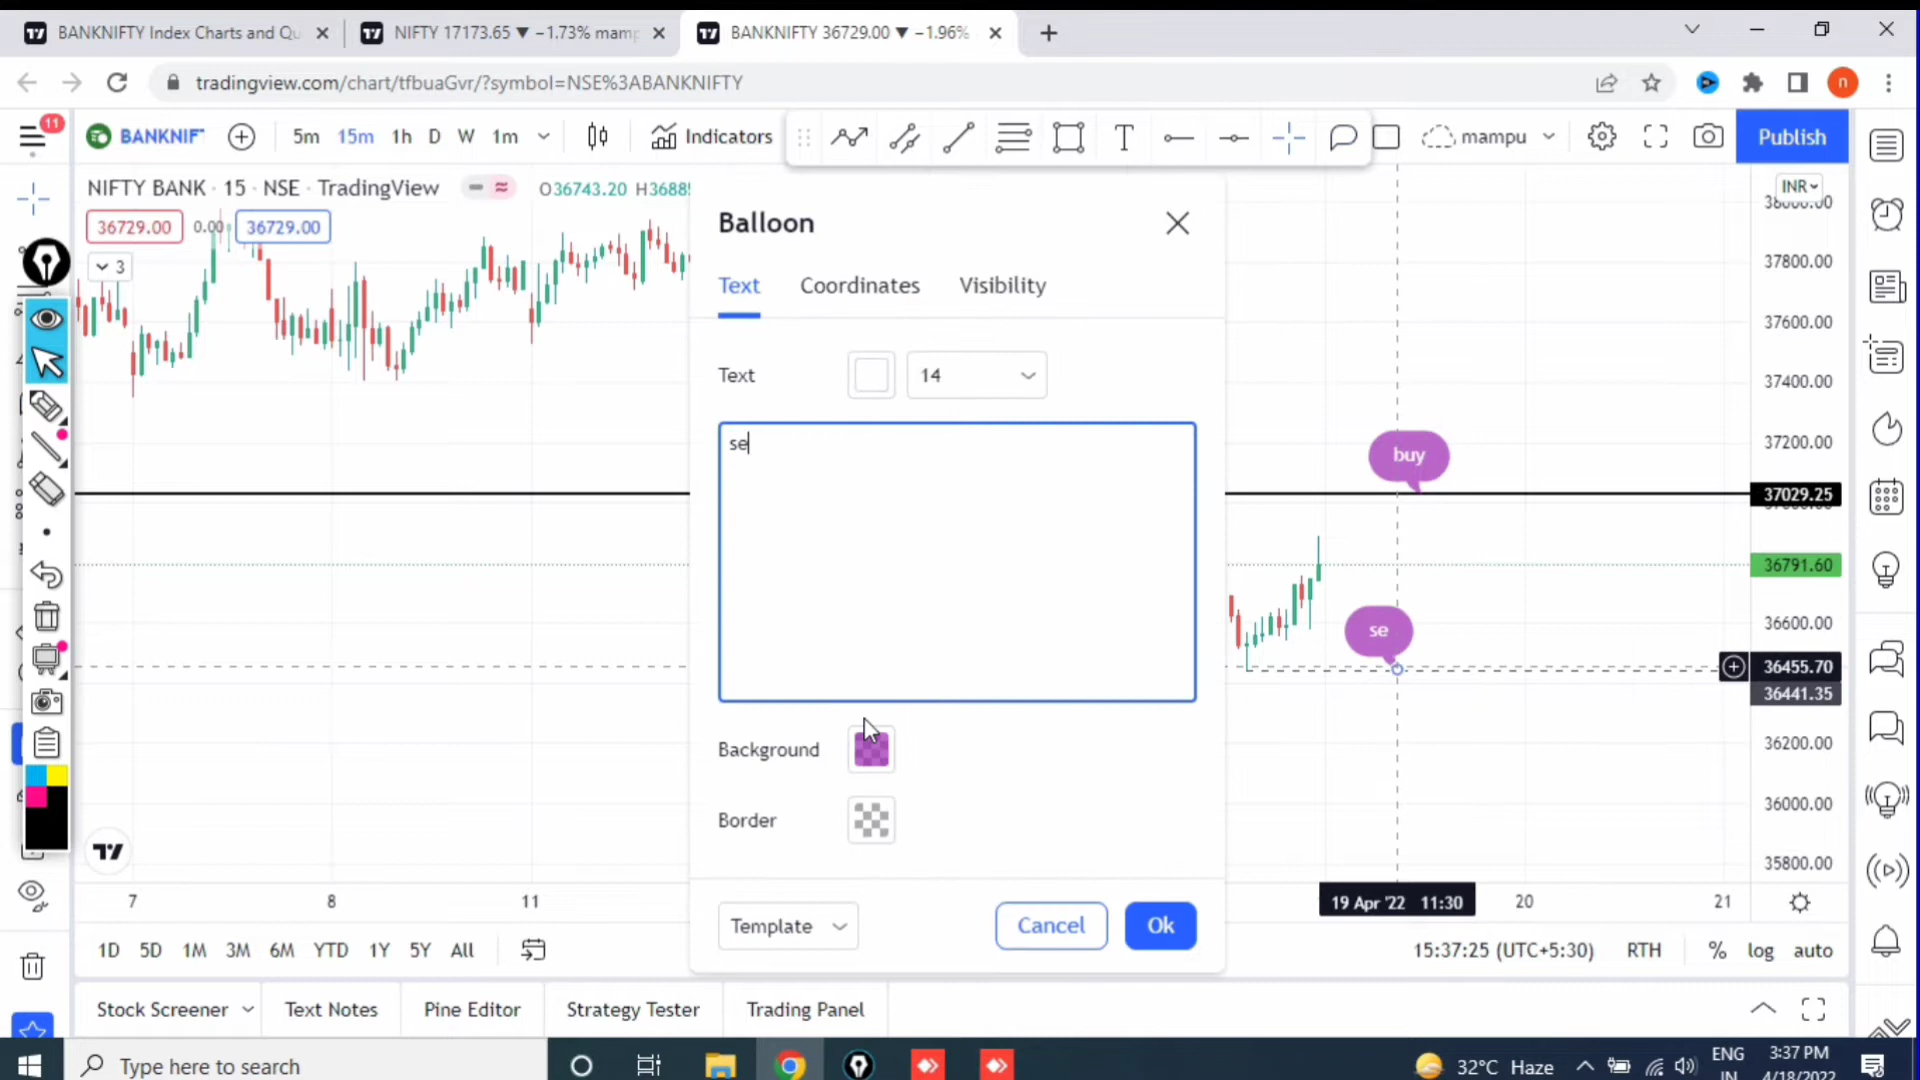 BANKNIFTY Index Charts and Qu
NIFTY 17173.65 ▼ −1.73% mam
BANKNIFTY 36729.00 ▼ −1.96%
tradingview.com/chart/tfbuaGvr/?symbol=NSE%3ABANKNIFTY
n
11
BANKNIF
5m 15m 1h D W 1m
Indicators
mampu
Publish
NIFTY BANK · 15 · NSE · TradingView
O36743.20 H3688
36729.00 0.00 36729.00
3
INR
38000.00
37800.00
37600.00
37400.00
37200.00
37029.25
36791.60
36600.00
36455.70
36441.35
36200.00
36000.00
35800.00
Balloon
Text Coordinates Visibility
Text 14
se
Background
Border
Template Cancel Ok
buy
se
7 8 11 19 Apr '22 11:30 20 21
1D 5D 1M 3M 6M YTD 1Y 5Y All
15:37:25 (UTC+5:30) RTH % log auto
Stock Screener Text Notes Pine Editor Strategy Tester Trading Panel
Type here to search
32°C Haze
ENG
IN
3:37 PM
4/18/2022